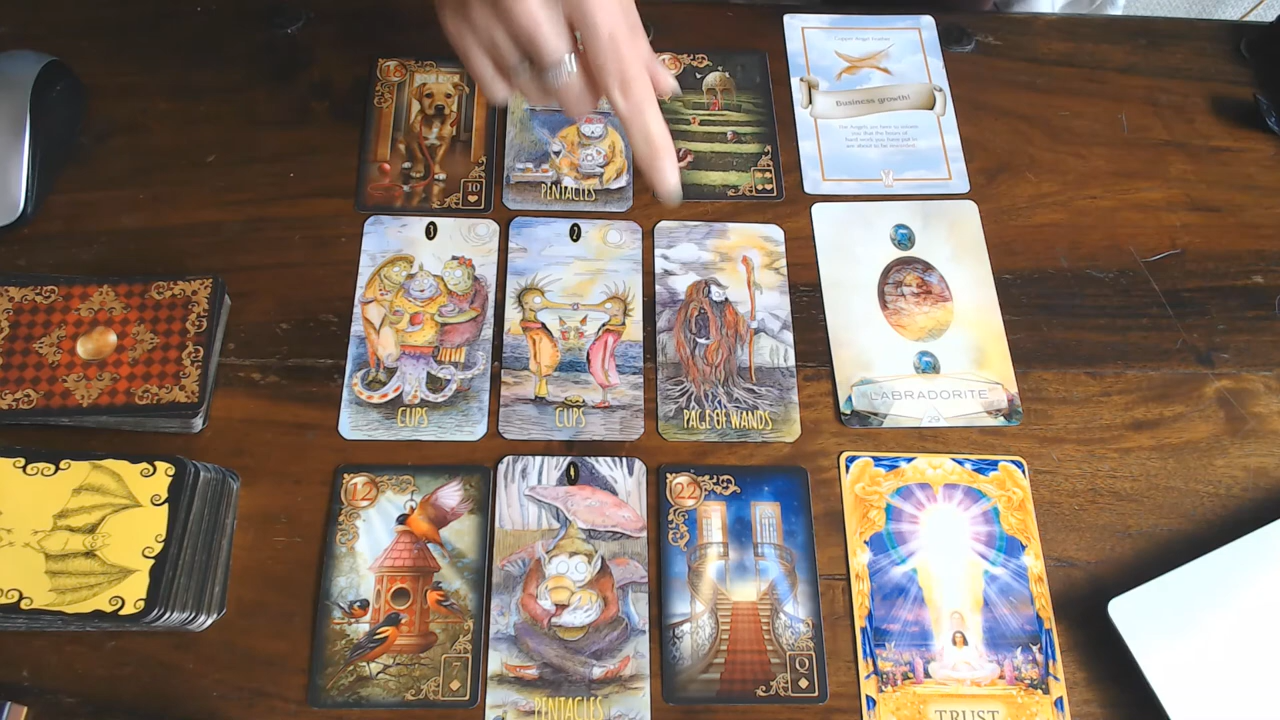 18
10
PENTACLES
Copper Angel Feather
Business growth!
The Angels are here to assure
you that the hours of
hard work you have put in
are about to be rewarded.
3
CUPS
2
CUPS
PAGE OF WANDS
LABRADORITE
29
12
7
4
PENTACLES
22
Q
TRUST